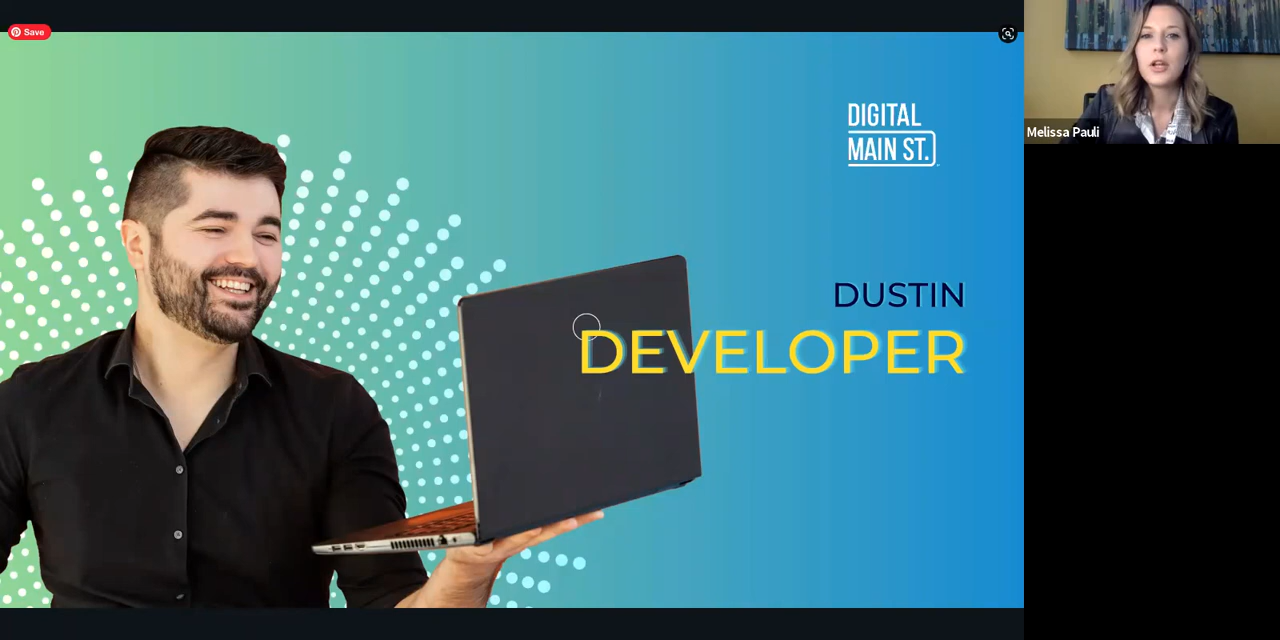 Save
DIGITAL
MAIN ST.
Melissa Pauli
DUSTIN
DEVELOPER